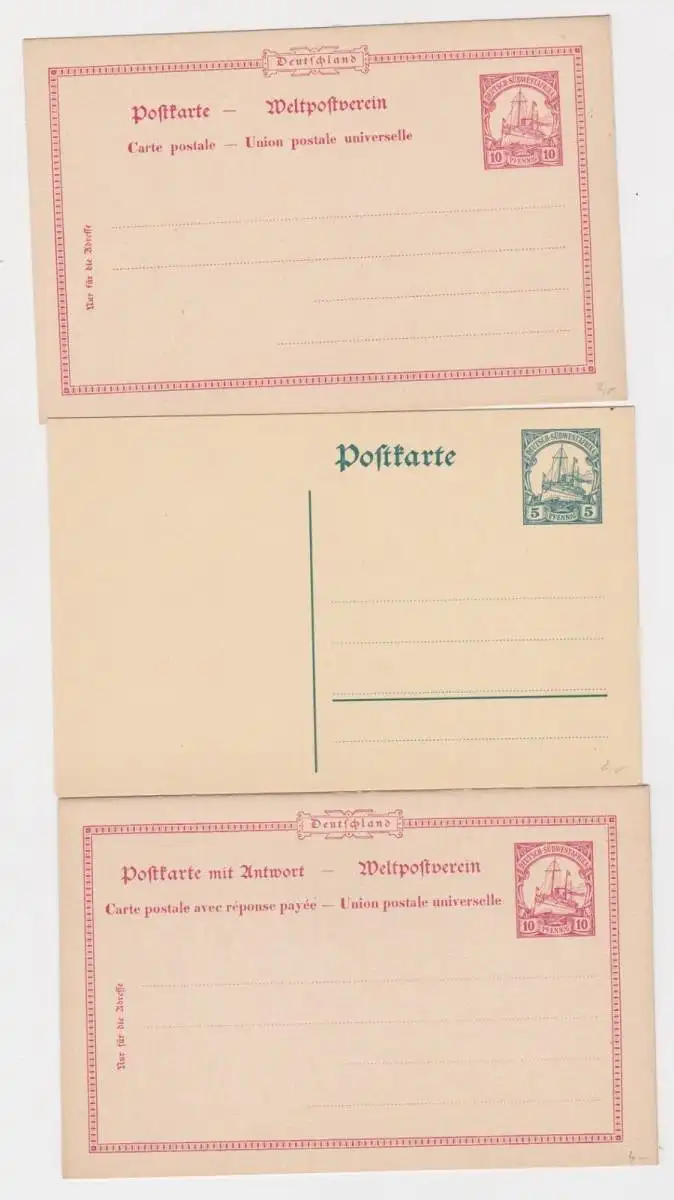 Deutschland
Postkarte — Weltpostverein
Carte postale — Union postale universelle
DEUTSCH-SÜDWESTAFRIKA
10 PFENNIG 10
Nur für die Adresse
Postkarte
DEUTSCH-SÜDWESTAFRIKA
5 PFENNIG 5
Deutschland
Postkarte mit Antwort — Weltpostverein
Carte postale avec réponse payée — Union postale universelle
DEUTSCH-SÜDWESTAFRIKA
10 PFENNIG 10
Nur für die Adresse